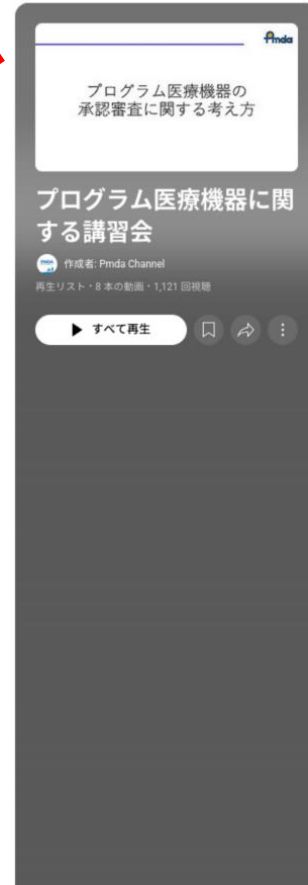 Pmda
プログラム医療機器の
承認審査に関する考え方
プログラム医療機器に関
する講習会
作成者: Pmda Channel
再生リスト・8 本の動画・1,121 回視聴
すべて再生